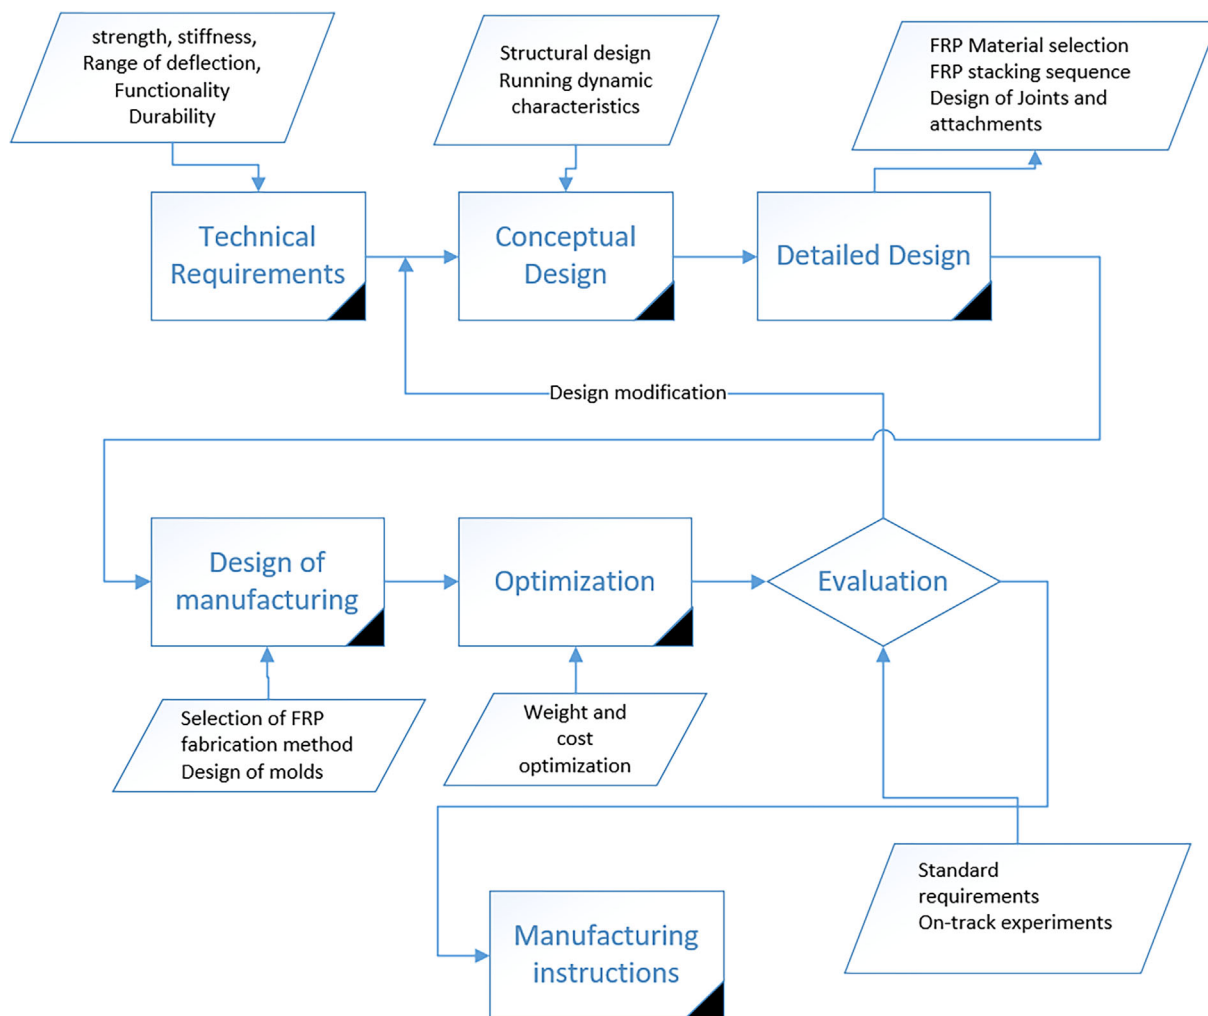 strength, stiffness,
Range of deflection,
Functionality
Durability
Structural design
Running dynamic
characteristics
FRP Material selection
FRP stacking sequence
Design of Joints and
attachments
Technical
Requirements
Conceptual
Design
Detailed Design
Design modification
Design of
manufacturing
Optimization
Evaluation
Selection of FRP
fabrication method
Design of molds
Weight and
cost
optimization
Standard
requirements
On-track experiments
Manufacturing
instructions